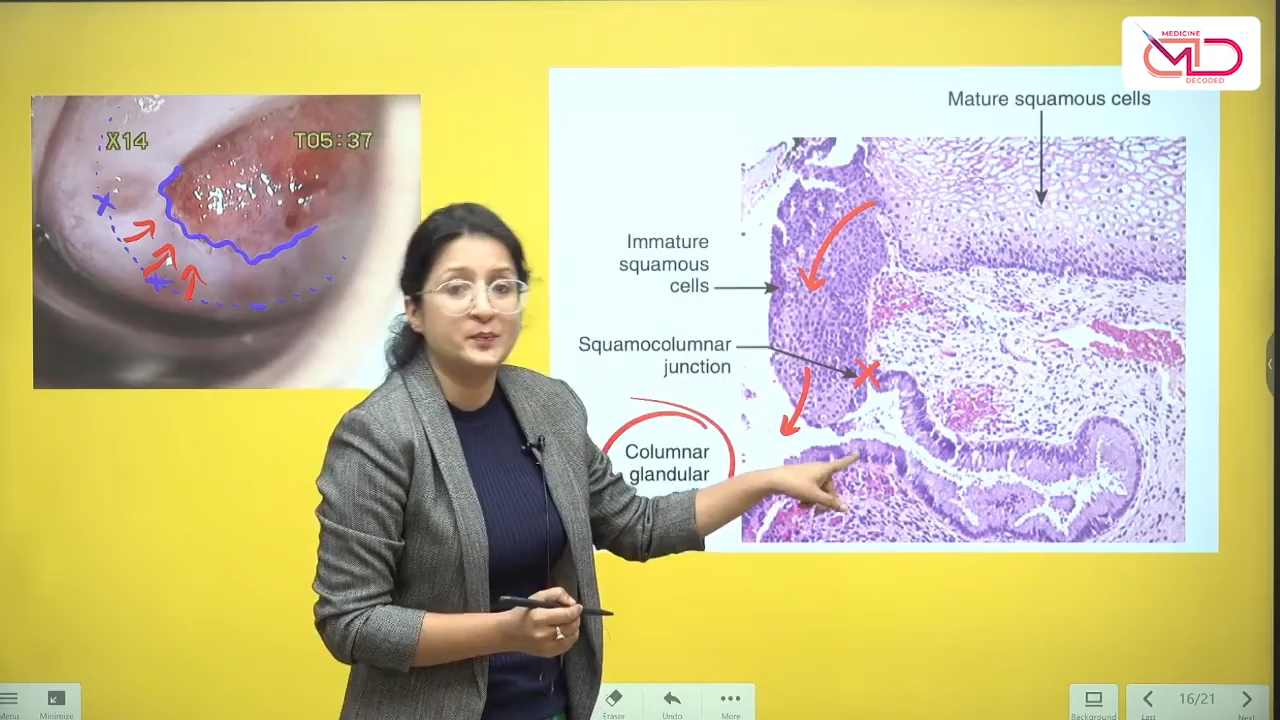 MEDICINE
MD
DECODED
X14
T05:37
Mature squamous cells
Immature
squamous
cells
Squamocolumnar
junction
Columnar
glandular
Menu
Minimize
Eraser
Undo
More
Background
16/21
Last
Next